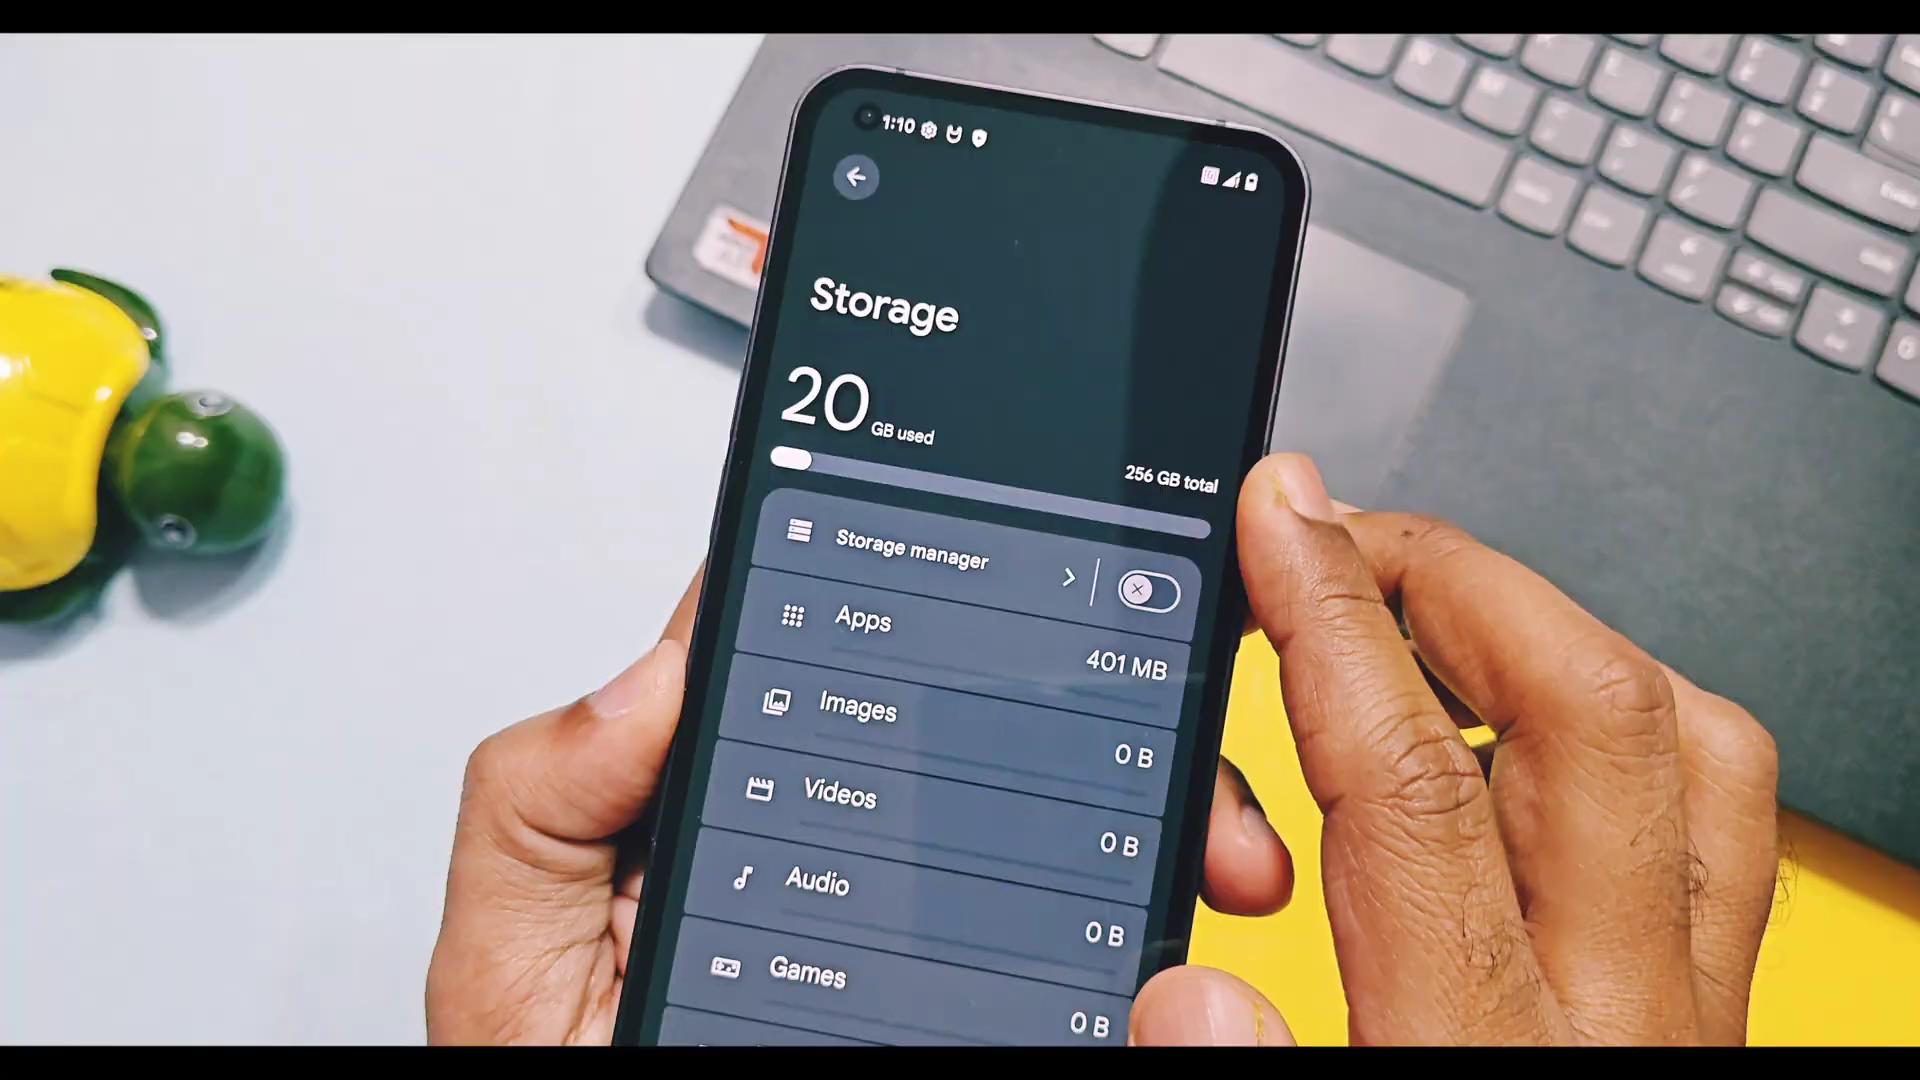 1:10
Storage
20 GB used
256 GB total
Storage manager
Apps
401 MB
Images
0 B
Videos
0 B
Audio
0 B
Games
0 B